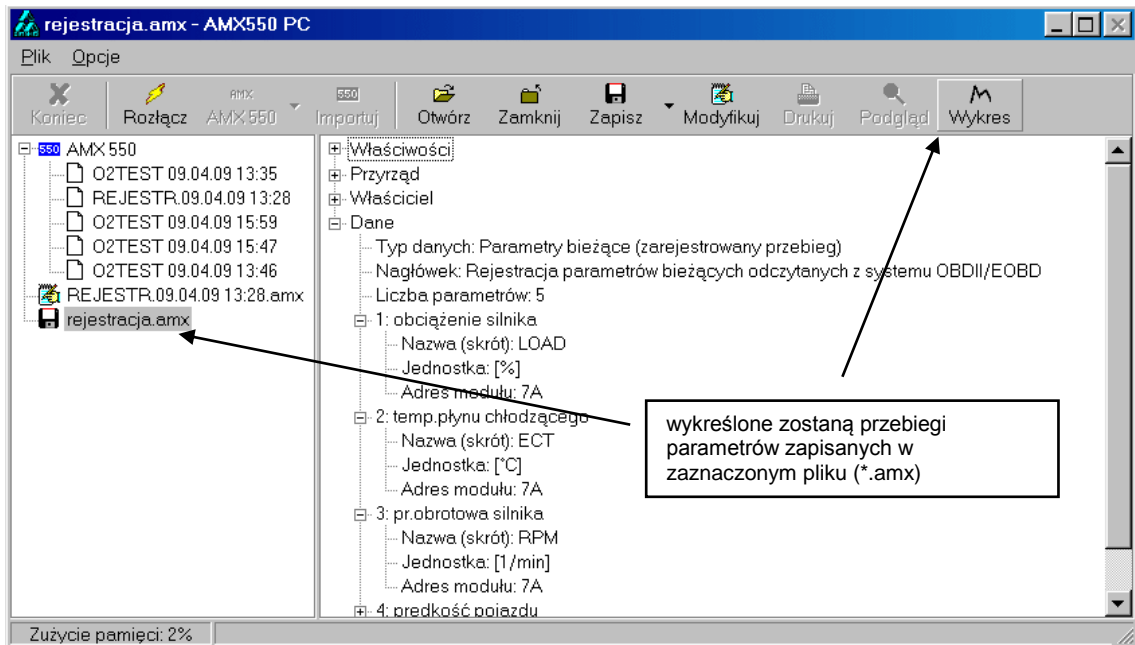 rejestracja.amx - AMX550 PC
Plik Opcje
AMX 550
Koniec Rozłącz AMX 550 Importuj Otwórz Zamknij Zapisz Modyfikuj Drukuj Podgląd Wykres
550 AMX 550
O2TEST 09.04.09 13:35
REJESTR.09.04.09 13:28
O2TEST 09.04.09 15:59
O2TEST 09.04.09 15:47
O2TEST 09.04.09 13:46
REJESTR.09.04.09 13:28.amx
rejestracja.amx
Właściwości
Przyrząd
Właściciel
Dane
Typ danych: Parametry bieżące (zarejestrowany przebieg)
Nagłówek: Rejestracja parametrów bieżących odczytanych z systemu OBDII/EOBD
Liczba parametrów: 5
1: obciążenie silnika
Nazwa (skrót): LOAD
Jednostka: [%]
Adres modułu: 7A
2: temp.płynu chłodzącego
Nazwa (skrót): ECT
Jednostka: [°C]
Adres modułu: 7A
3: pr.obrotowa silnika
Nazwa (skrót): RPM
Jednostka: [1/min]
Adres modułu: 7A
4: prędkość pojazdu
wykreślone zostaną przebiegi
parametrów zapisanych w
zaznaczonym pliku (*.amx)
Zużycie pamięci: 2%